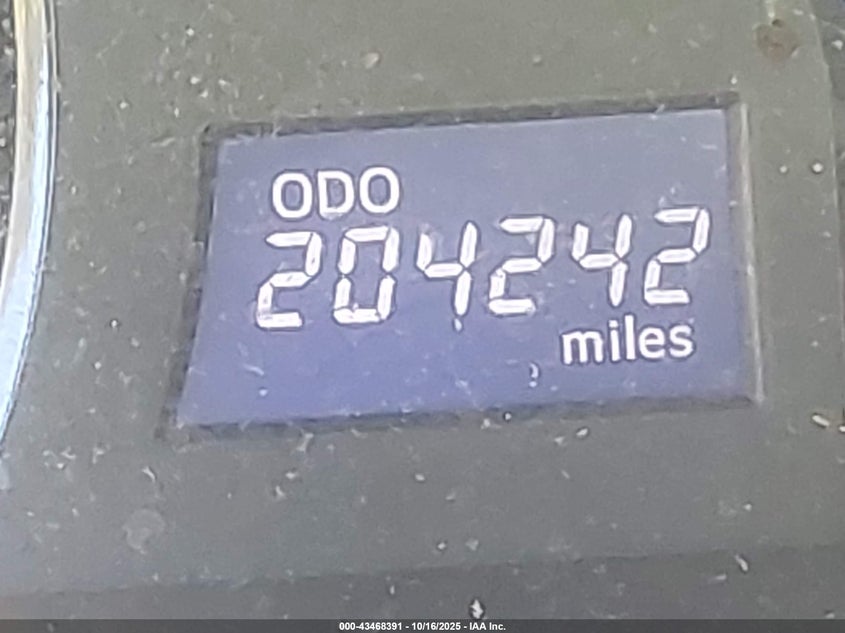 ODO
204242
miles
000-43468391 - 10/16/2025 - IAA Inc.